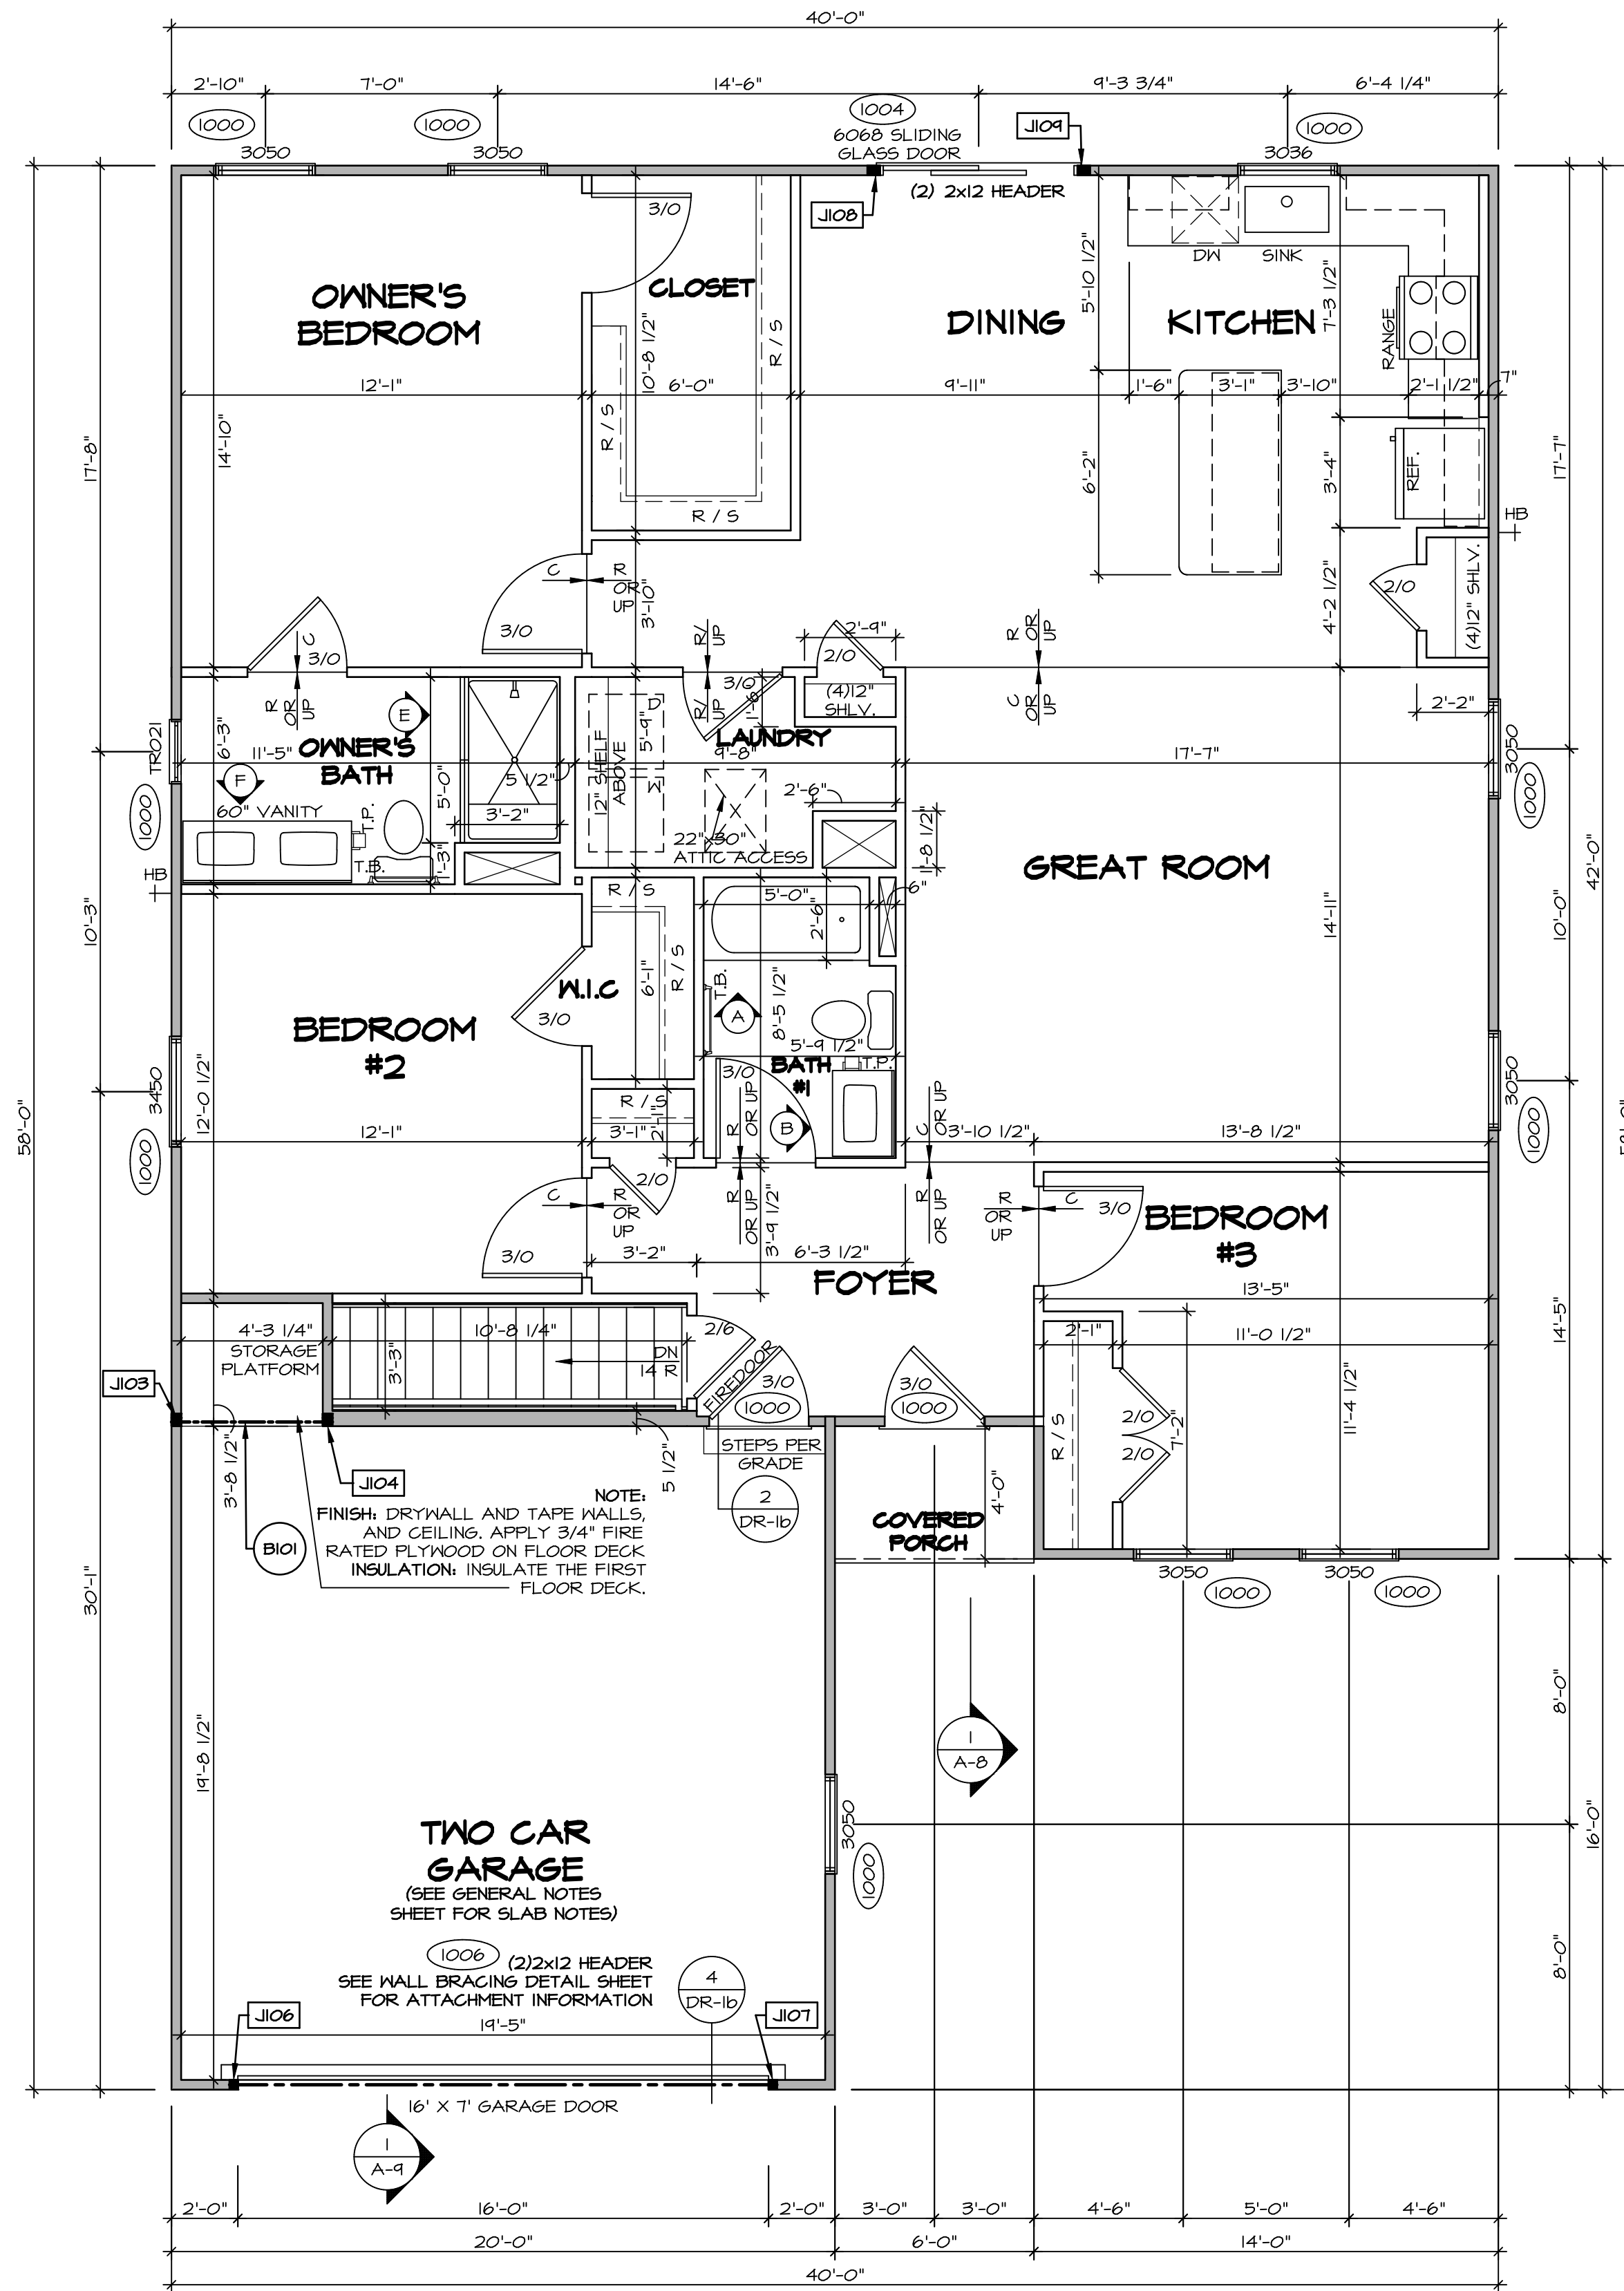 40'-0"
2'-10"
7'-0"
14'-6"
9'-3 3/4"
6'-4 1/4"
1000
1000
1004
J109
1000
3050
3050
6068 SLIDING
GLASS DOOR
3036
(2) 2x12 HEADER
J108
3/0
DW
SINK
OWNER'S
BEDROOM
CLOSET
DINING
KITCHEN
5'-10 1/2"
7'-3 1/2"
RANGE
10'-8 1/2"
R / S
12'-1"
6'-0"
9'-11"
1'-6"
3'-1"
3'-10"
2'-1 1/2"
7"
R / S
17'-8"
14'-10"
6'-2"
3'-4"
REF.
17'-7"
R / S
HB
C
R
OR
UP
3'-10"
3/0
4'-2 1/2"
2/0
(4)12" SHLV.
C
3/0
R/
UP
2'-9"
2/0
R
OR
UP
R
OR
UP
R/
UP
3/0
(4)12"
SHLV.
C
OR
UP
2'-2"
E
D
TR021
6'-3"
11'-5"
OWNER'S
BATH
5'-9"
LAUNDRY
9'-8"
17'-7"
3050
F
5'-0"
5 1/2"
12" SHELF
ABOVE
W
1000
60" VANITY
T.P.
3'-2"
2'-6"
1000
22" 30"
ATTIC ACCESS
1'-8 1/2"
T.B.
HB
GREAT ROOM
42'-0"
R / S
5'-0"
6"
10'-3"
2'-6"
14'-11"
10'-0"
W.I.C
6'-1"
R / S
T.B.
A
8'-5 1/2"
BEDROOM
#2
3/0
5'-9 1/2"
BATH
#1
T.P.
3/0
3450
12'-0 1/2"
3050
R / S
R
OR UP
C
OR UP
58'-0"
12'-1"
3'-1"
2'-1"
B
3'-10 1/2"
13'-8 1/2"
1000
1000
2/0
C
R
OR
UP
R
OR UP
3'-9 1/2"
R
OR UP
R
OR
UP
C
3/0
BEDROOM
#3
3/0
3'-2"
6'-3 1/2"
FOYER
13'-5"
4'-3 1/4"
10'-8 1/4"
2/6
2'-1"
11'-0 1/2"
14'-5"
STORAGE
PLATFORM
3'-3"
DN
14 R
FIREDOOR
J103
3/0
1000
3/0
1000
11'-4 1/2"
2/0
R / S
7'-2"
2/0
3'-8 1/2"
J104
5 1/2"
STEPS PER
GRADE
2
DR-1b
4'-0"
NOTE:
FINISH: DRYWALL AND TAPE WALLS,
AND CEILING. APPLY 3/4" FIRE
RATED PLYWOOD ON FLOOR DECK
INSULATION: INSULATE THE FIRST
FLOOR DECK.
B101
COVERED
PORCH
3050
3050
1000
1000
30'-1"
8'-0"
19'-8 1/2"
1
A-8
TWO CAR
GARAGE
(SEE GENERAL NOTES
SHEET FOR SLAB NOTES)
3050
1000
16'-0"
1006
(2)2x12 HEADER
SEE WALL BRACING DETAIL SHEET
FOR ATTACHMENT INFORMATION
4
DR-1b
8'-0"
J106
19'-5"
J107
16' X 7' GARAGE DOOR
1
A-9
2'-0"
16'-0"
2'-0"
3'-0"
3'-0"
4'-6"
5'-0"
4'-6"
20'-0"
6'-0"
14'-0"
40'-0"